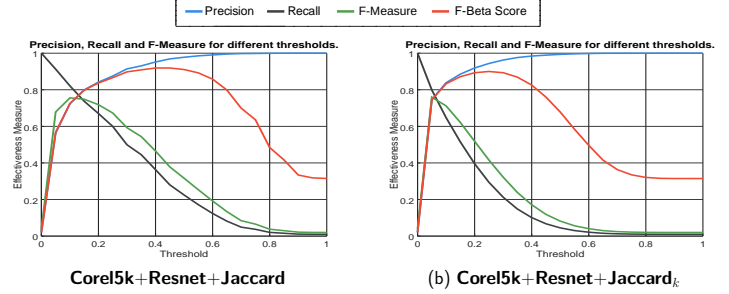 Precision Recall F-Measure F-Beta Score
Precision, Recall and F-Measure for different thresholds.
Effectiveness Measure
1
0.8
0.6
0.4
0.2
0
0 0.2 0.4 0.6 0.8 1
Threshold
Corel5k+Resnet+Jaccard
Precision, Recall and F-Measure for different thresholds.
Effectiveness Measure
1
0.8
0.6
0.4
0.2
0
0 0.2 0.4 0.6 0.8 1
Threshold
(b) Corel5k+Resnet+Jaccardₖ